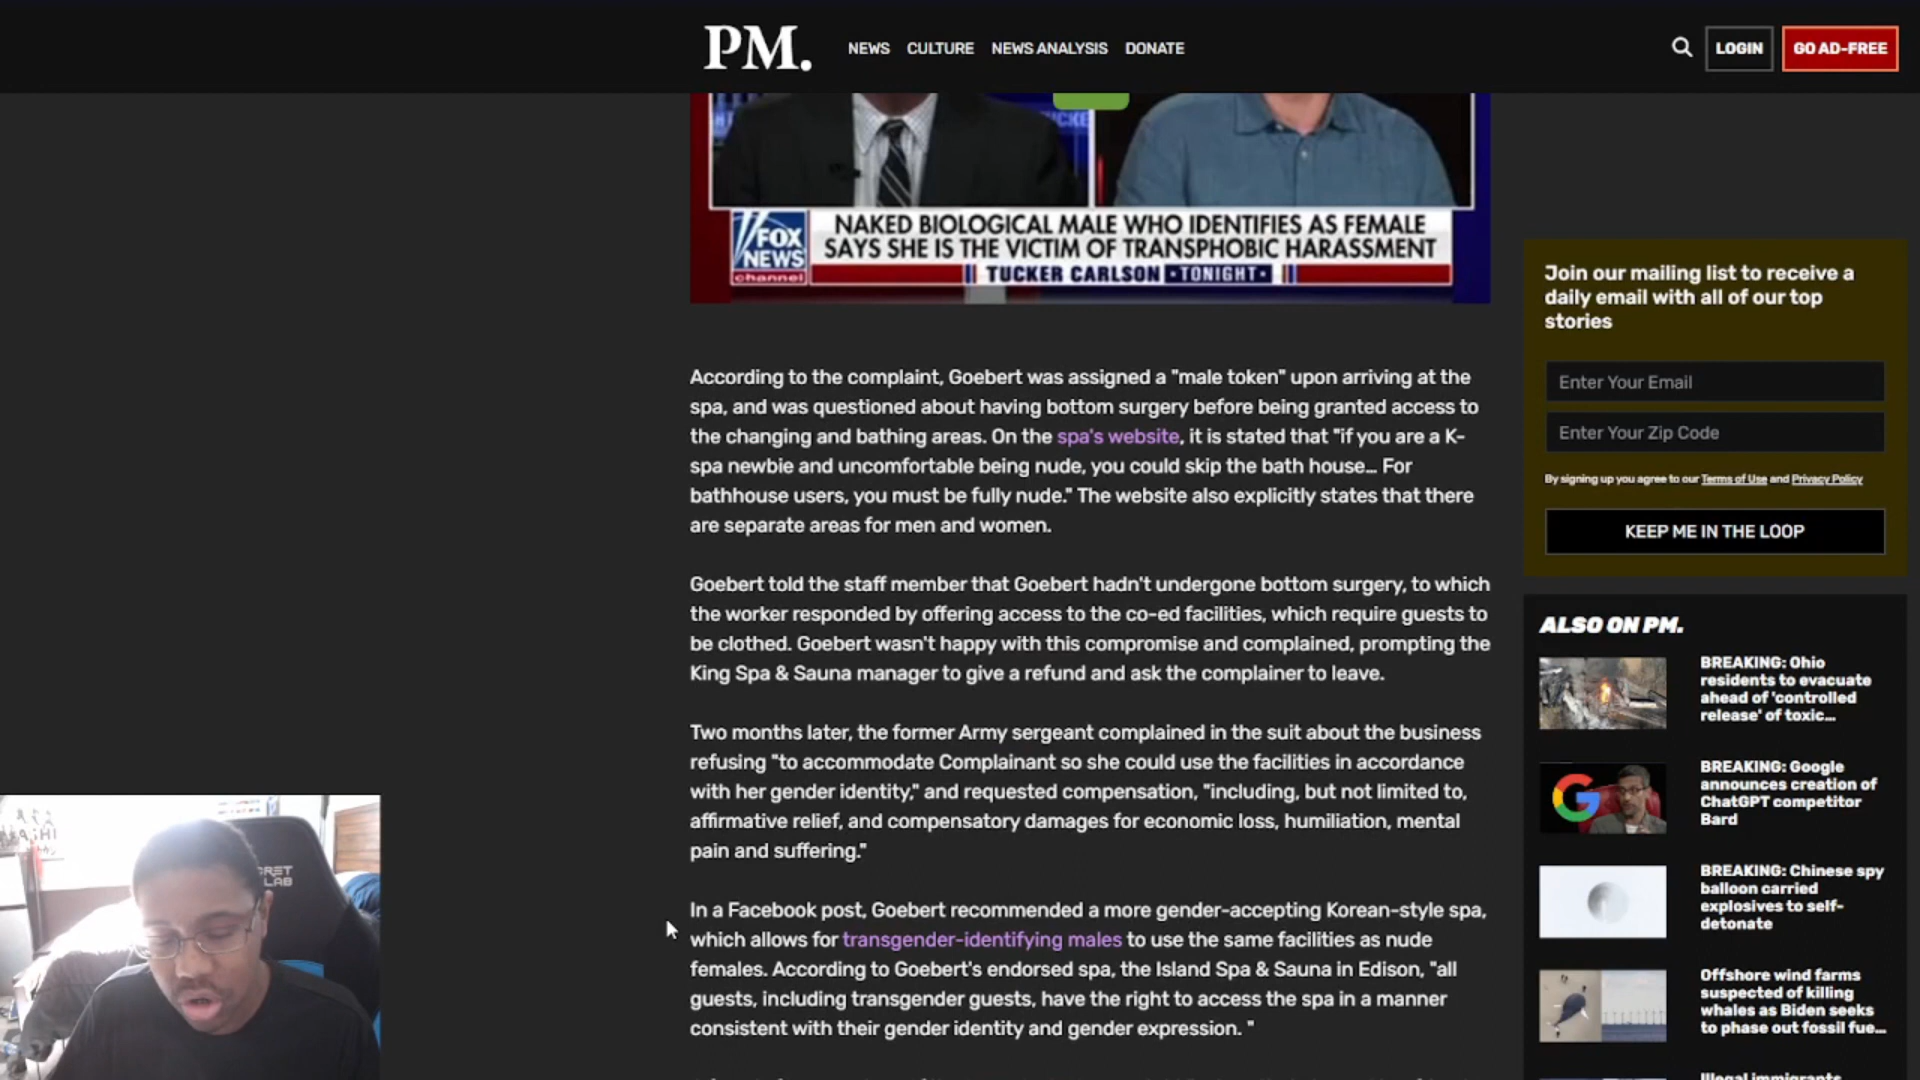 PM.
NEWS CULTURE NEWS ANALYSIS DONATE
LOGIN
GO AD-FREE
FOX
NEWS
channel
NAKED BIOLOGICAL MALE WHO IDENTIFIES AS FEMALE
SAYS SHE IS THE VICTIM OF TRANSPHOBIC HARASSMENT
TUCKER CARLSON TONIGHT
According to the complaint, Goebert was assigned a "male token" upon arriving at the
spa, and was questioned about having bottom surgery before being granted access to
the changing and bathing areas. On the spa's website, it is stated that "if you are a K-
spa newbie and uncomfortable being nude, you could skip the bath house... For
bathhouse users, you must be fully nude." The website also explicitly states that there
are separate areas for men and women.
Goebert told the staff member that Goebert hadn't undergone bottom surgery, to which
the worker responded by offering access to the co-ed facilities, which require guests to
be clothed. Goebert wasn't happy with this compromise and complained, prompting the
King Spa & Sauna manager to give a refund and ask the complainer to leave.
Two months later, the former Army sergeant complained in the suit about the business
refusing "to accommodate Complainant so she could use the facilities in accordance
with her gender identity," and requested compensation, "including, but not limited to,
affirmative relief, and compensatory damages for economic loss, humiliation, mental
pain and suffering."
In a Facebook post, Goebert recommended a more gender-accepting Korean-style spa,
which allows for transgender-identifying males to use the same facilities as nude
females. According to Goebert's endorsed spa, the Island Spa & Sauna in Edison, "all
guests, including transgender guests, have the right to access the spa in a manner
consistent with their gender identity and gender expression. "
Join our mailing list to receive a
daily email with all of our top
stories
Enter Your Email
Enter Your Zip Code
By signing up you agree to our Terms of Use and Privacy Policy
KEEP ME IN THE LOOP
ALSO ON PM.
BREAKING: Ohio
residents to evacuate
ahead of 'controlled
release' of toxic...
BREAKING: Google
announces creation of
ChatGPT competitor
Bard
BREAKING: Chinese spy
balloon carried
explosives to self-
detonate
Offshore wind farms
suspected of killing
whales as Biden seeks
to phase out fossil fue...
Illegal immigrants